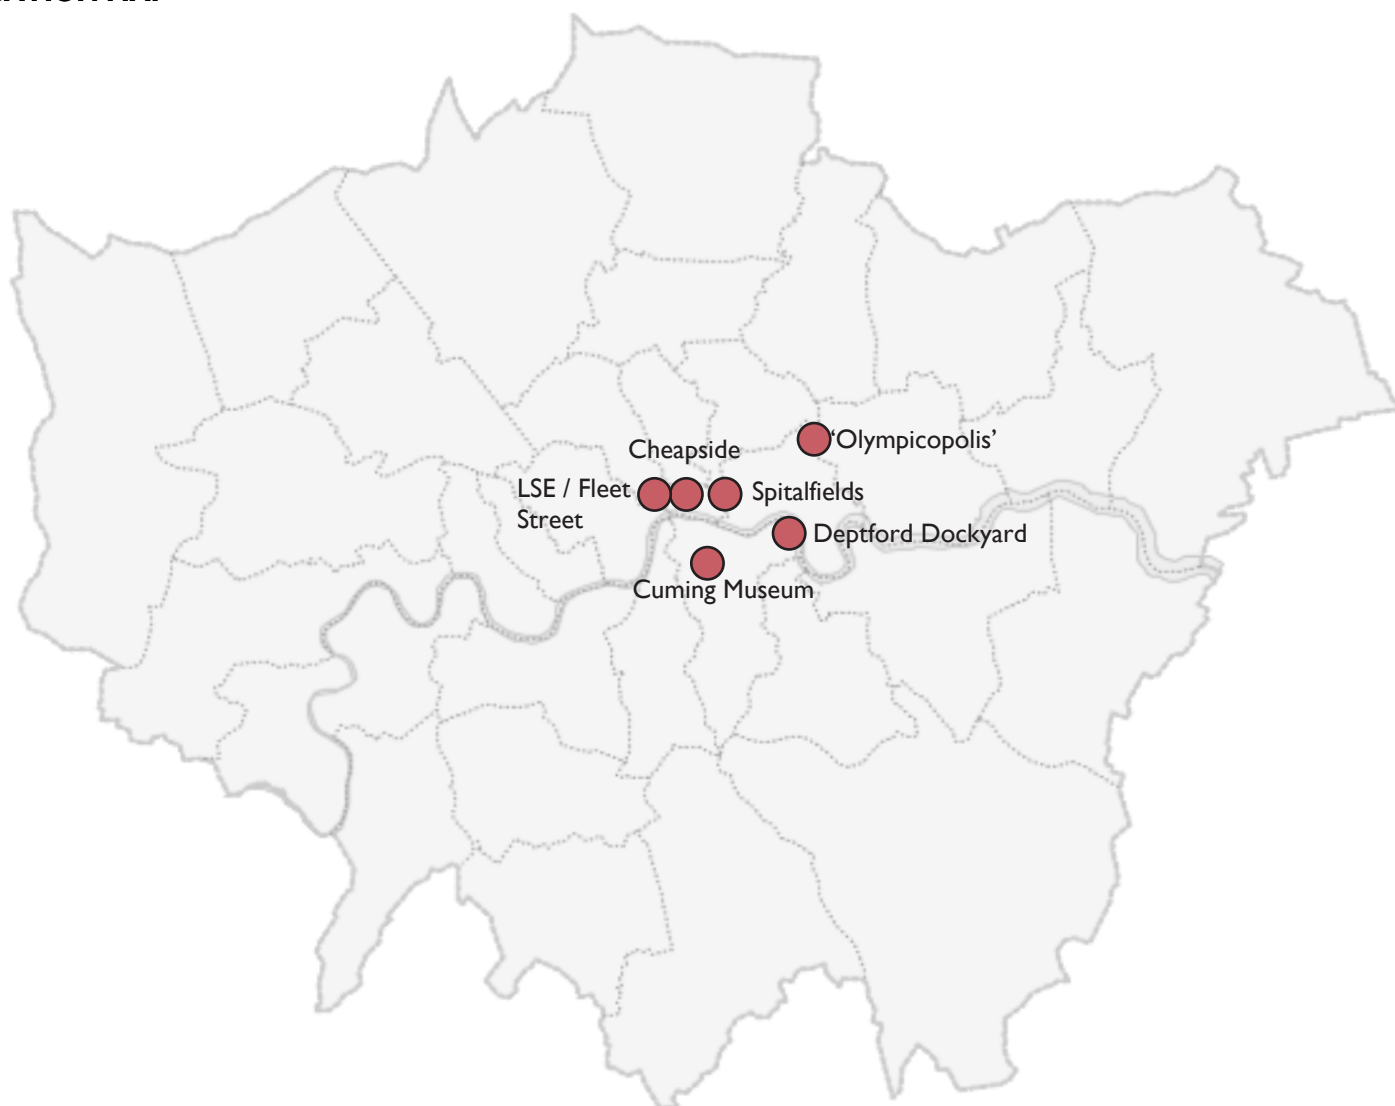 ‘Olympicopolis’
Cheapside
LSE / Fleet
Street
Spitalfields
Deptford Dockyard
Cuming Museum